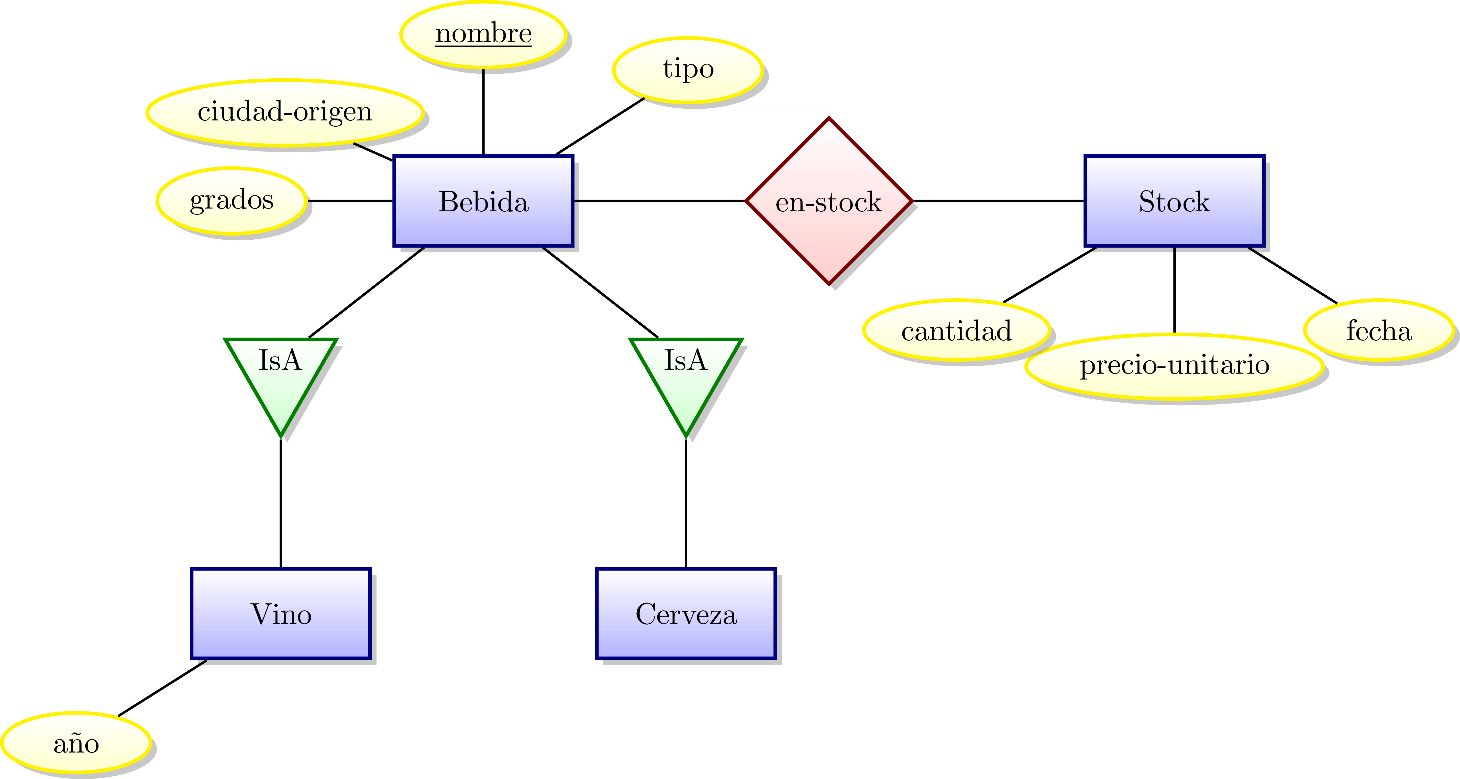 nombre
tipo
ciudad-origen
grados
Bebida
en-stock
Stock
cantidad
precio-unitario
fecha
IsA
IsA
Vino
Cerveza
año